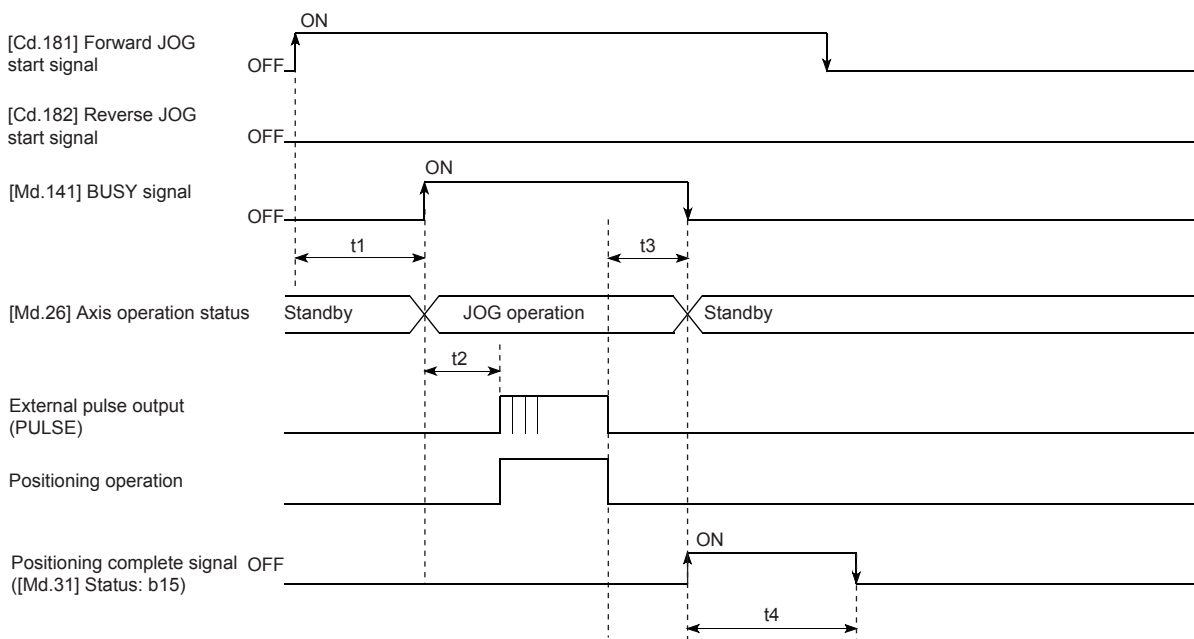 ON
[Cd.181] Forward JOG
start signal
OFF
[Cd.182] Reverse JOG
start signal
OFF
ON
[Md.141] BUSY signal
OFF
t1
t3
[Md.26] Axis operation status
Standby
JOG operation
Standby
t2
External pulse output
(PULSE)
Positioning operation
ON
Positioning complete signal
OFF
([Md.31] Status: b15)
t4